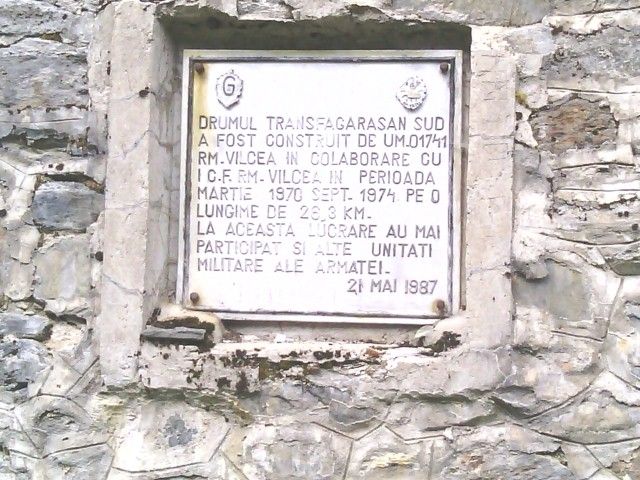 G
DRUMUL TRANSFAGARASAN SUD
A FOST CONSTRUIT DE UM.01741
RM.VILCEA IN COLABORARE CU
I C.F. RM-VILCEA IN PERIOADA
MARTIE 1970 SEPT- 1974 PE O
LUNGIME DE 26,3 KM-
LA ACEASTA LUCRARE AU MAI
PARTICIPAT SI ALTE UNITATI
MILITARE ALE ARMATEI-
21 MAI 1987